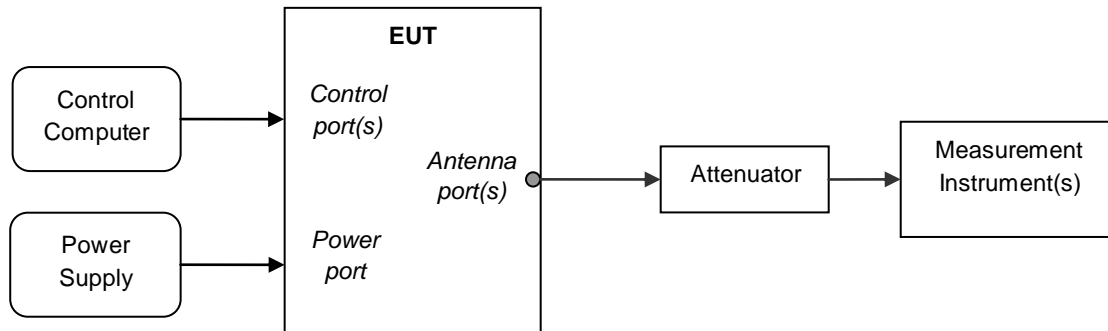 EUT
Control
Computer
Control
port(s)
Antenna
port(s)
Attenuator
Measurement
Instrument(s)
Power
Supply
Power
port